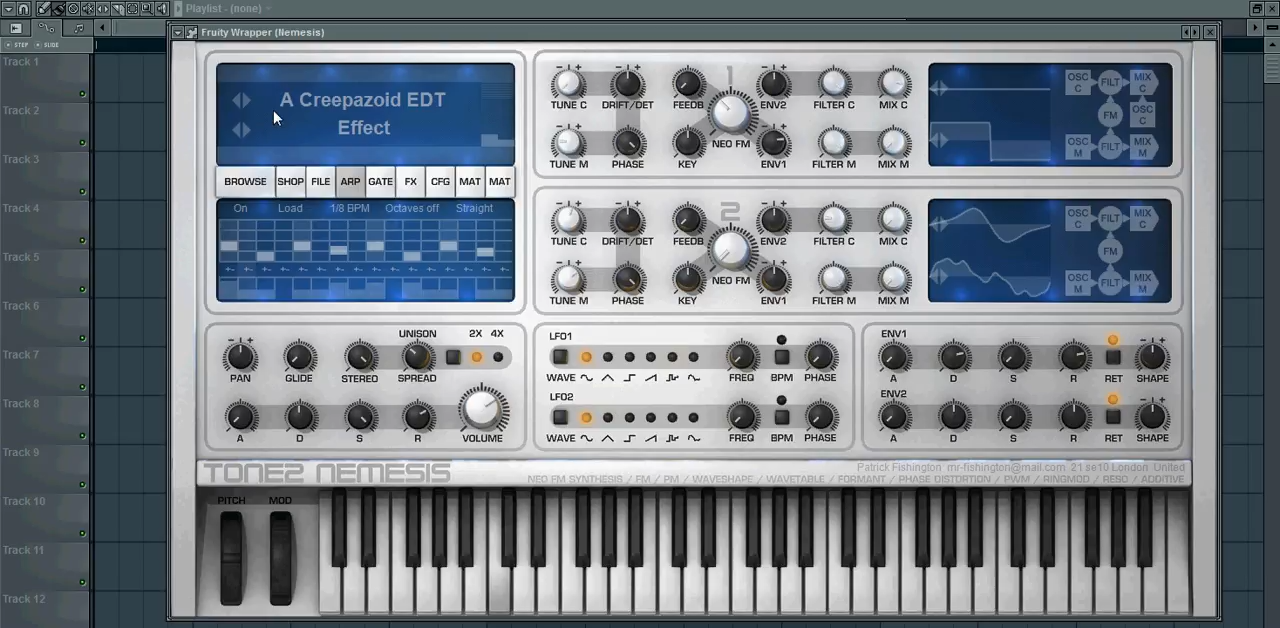 Playlist - (none)
STEP SLIDE
Fruity Wrapper (Nemesis)
Track 1
Track 2
Track 3
Track 4
Track 5
Track 6
Track 7
Track 8
Track 9
Track 10
Track 11
Track 12
A Creepazoid EDT
Effect
BROWSE SHOP FILE ARP GATE FX CFG MAT MAT
On Load 1/8 BPM Octaves off Straight
1
TUNE C DRIFT/DET FEEDB ENV2 FILTER C MIX C
NEO FM
TUNE M PHASE KEY ENV1 FILTER M MIX M
OSC C FILT MIX C
FM OSC C
OSC M FILT MIX M
2
TUNE C DRIFT/DET FEEDB ENV2 FILTER C MIX C
NEO FM
TUNE M PHASE KEY ENV1 FILTER M MIX M
OSC C FILT MIX C
FM
OSC M FILT MIX M
UNISON 2X 4X
PAN GLIDE STEREO SPREAD
A D S R VOLUME
LFO1
WAVE FREQ BPM PHASE
LFO2
WAVE FREQ BPM PHASE
ENV1
A D S R RET SHAPE
ENV2
A D S R RET SHAPE
TONE2 NEMESIS
Patrick Fishington mr-fishington@mail.com 21 se10 London United
NEO FM SYNTHESIS / FM / PM / WAVESHAPE / WAVETABLE / FORMANT / PHASE DISTORTION / PWM / RINGMOD / RESO / ADDITIVE
PITCH MOD